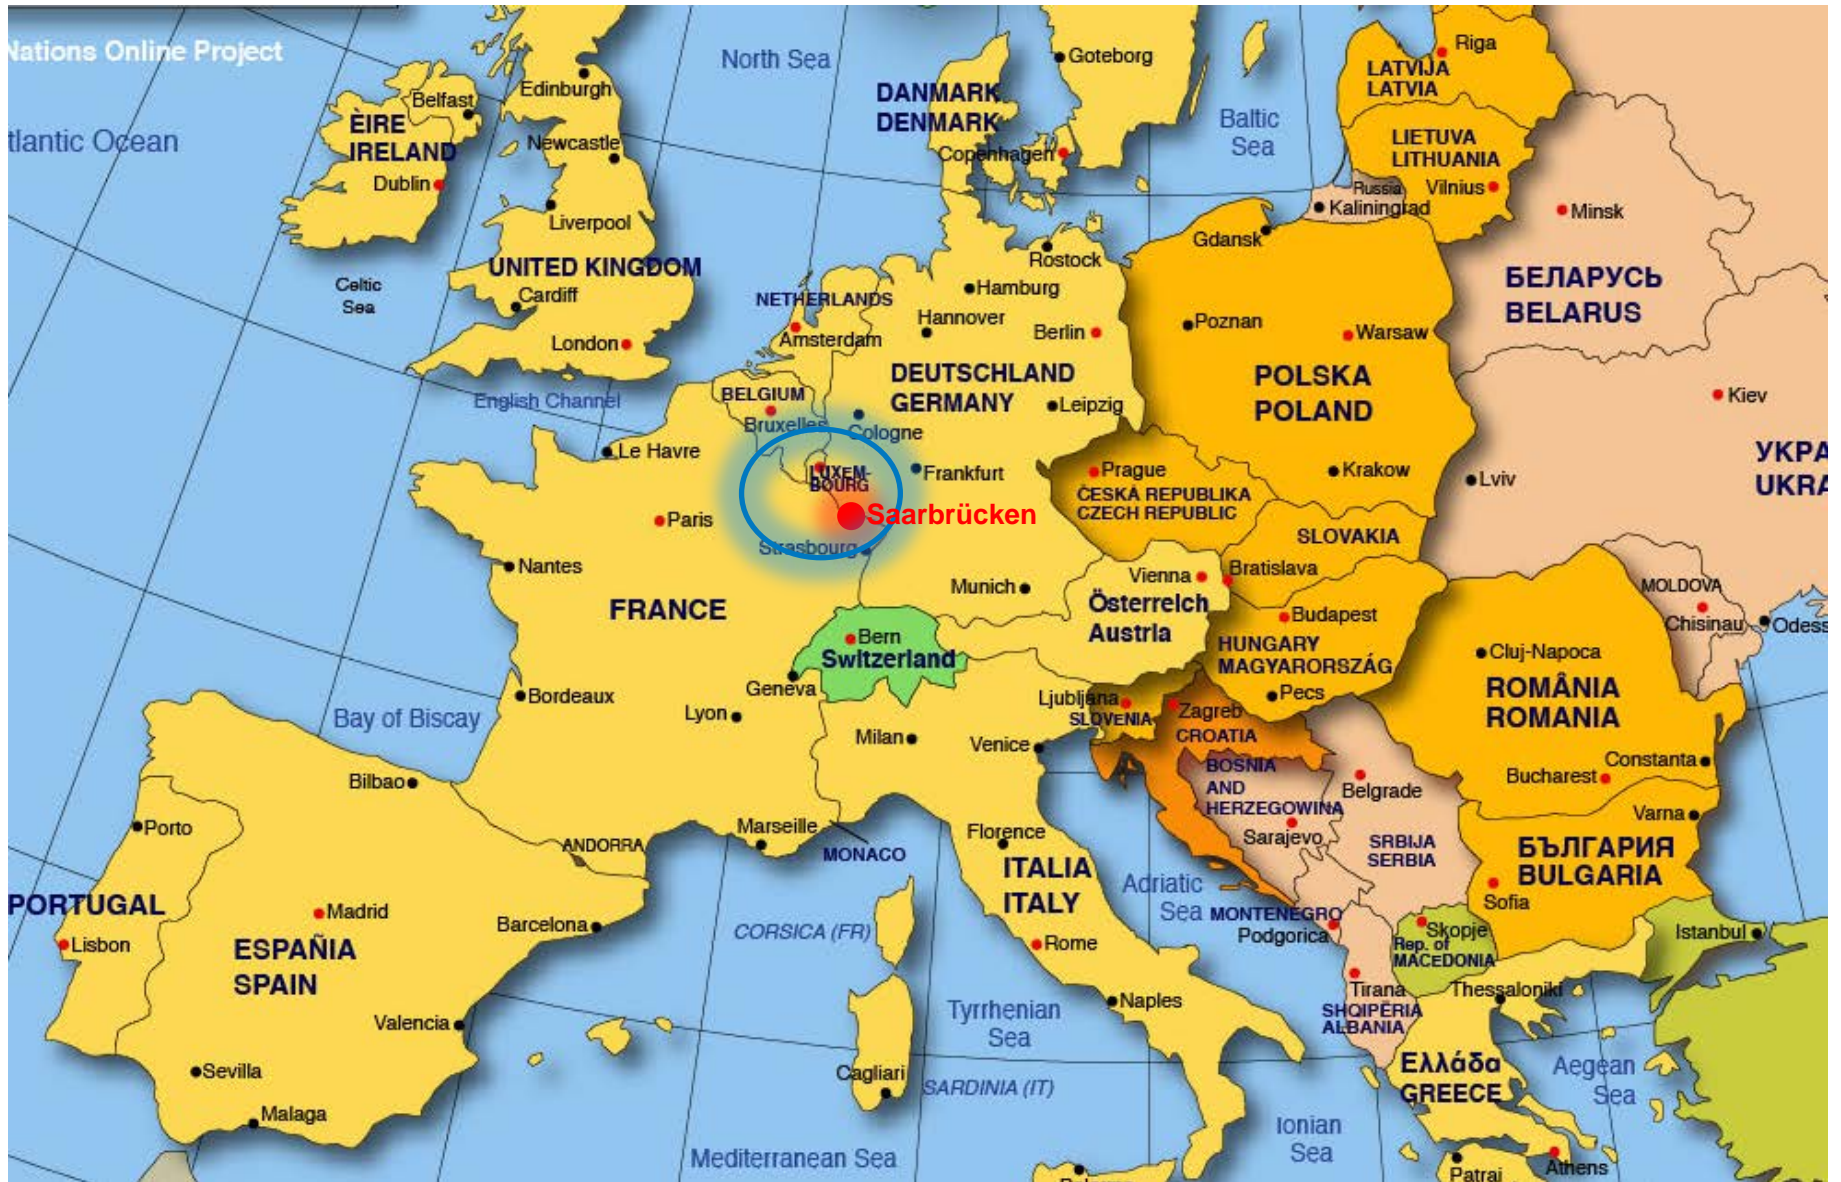 Nations Online Project
North Sea
Goteborg
Riga
LATVIJA
LATVIA
DANMARK
DENMARK
Edinburgh
Belfast
ÈIRE
IRELAND
Baltic
Sea
tlantic Ocean
Newcastle
LIETUVA
LITHUANIA
Copenhagen
Dublin
Russia
Vilnius
Kaliningrad
Minsk
Liverpool
Gdansk
Rostock
UNITED KINGDOM
БЕЛАРУСЬ
BELARUS
Celtic
Sea
Cardiff
NETHERLANDS
Hamburg
Hannover
Poznan
Berlin
Warsaw
London
Amsterdam
DEUTSCHLAND
GERMANY
POLSKA
POLAND
BELGIUM
English Channel
Leipzig
Kiev
Bruxelles
Cologne
Le Havre
УКРА
UKRA
LUXEM-
BOURG
Frankfurt
Prague
Krakow
Lviv
ČESKÁ REPUBLIKA
CZECH REPUBLIC
Paris
Saarbrücken
SLOVAKIA
Strasbourg
Nantes
Vienna
Bratislava
Munich
MOLDOVA
FRANCE
Österreich
Austria
Budapest
Chisinau
Odess
Bern
Switzerland
HUNGARY
MAGYARORSZÁG
Cluj-Napoca
Geneva
Bordeaux
Ljubljana
Pecs
ROMÂNIA
ROMANIA
Bay of Biscay
Lyon
SLOVENIA
Zagreb
CROATIA
Milan
Venice
BOSNIA
AND
HERZEGOWINA
Constanta
Bilbao
Bucharest
Belgrade
Porto
Marseille
Florence
Sarajevo
Varna
ANDORRA
MONACO
SRBIJA
SERBIA
БЪЛГАРИЯ
BULGARIA
ITALIA
ITALY
Adriatic
Sea
PORTUGAL
Madrid
Barcelona
CORSICA (FR)
MONTENEGRO
Podgorica
Sofia
Skopje
Istanbul
Lisbon
ESPAÑIA
SPAIN
Rome
Rep. of
MACEDONIA
Tirana
Thessaloniki
Naples
Tyrrhenian
Sea
SHQIPËRIA
ALBANIA
Valencia
Sevilla
Cagliari
SARDINIA (IT)
Ελλάδα
GREECE
Aegean
Sea
Malaga
Ionian
Sea
Mediterranean Sea
Patrai
Athens